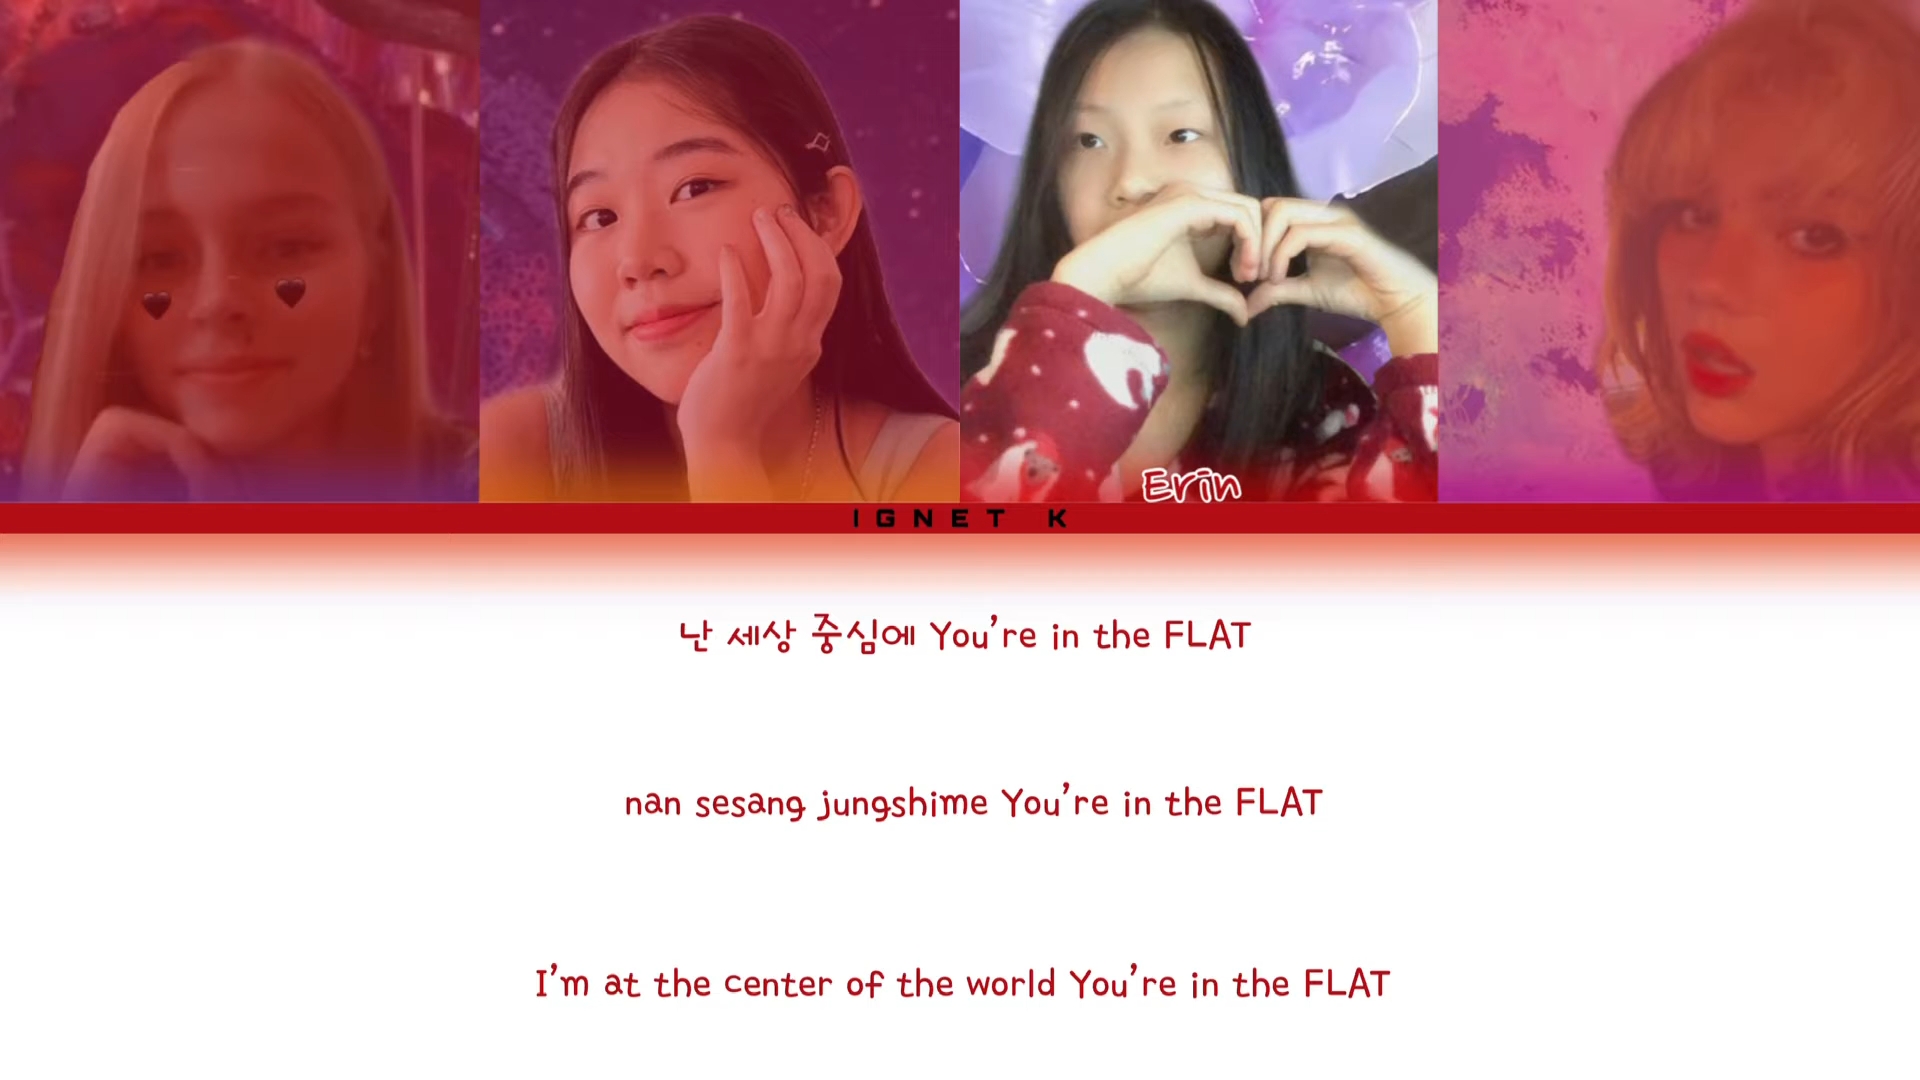 Erin
IGNET K
난 세상 중심에 You're in the FLAT
nan sesang jungshime You're in the FLAT
I'm at the center of the world You're in the FLAT